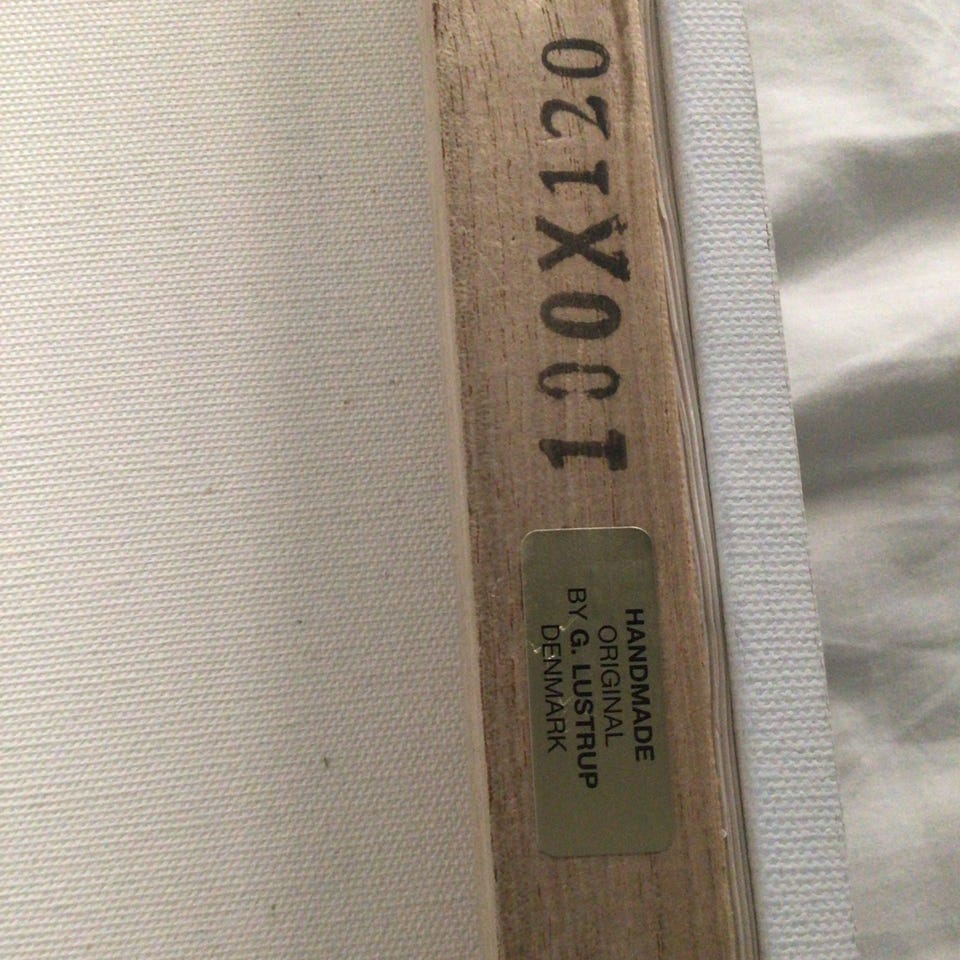 100X120
HANDMADE
ORIGINAL
BY G. LUSTRUP
DENMARK